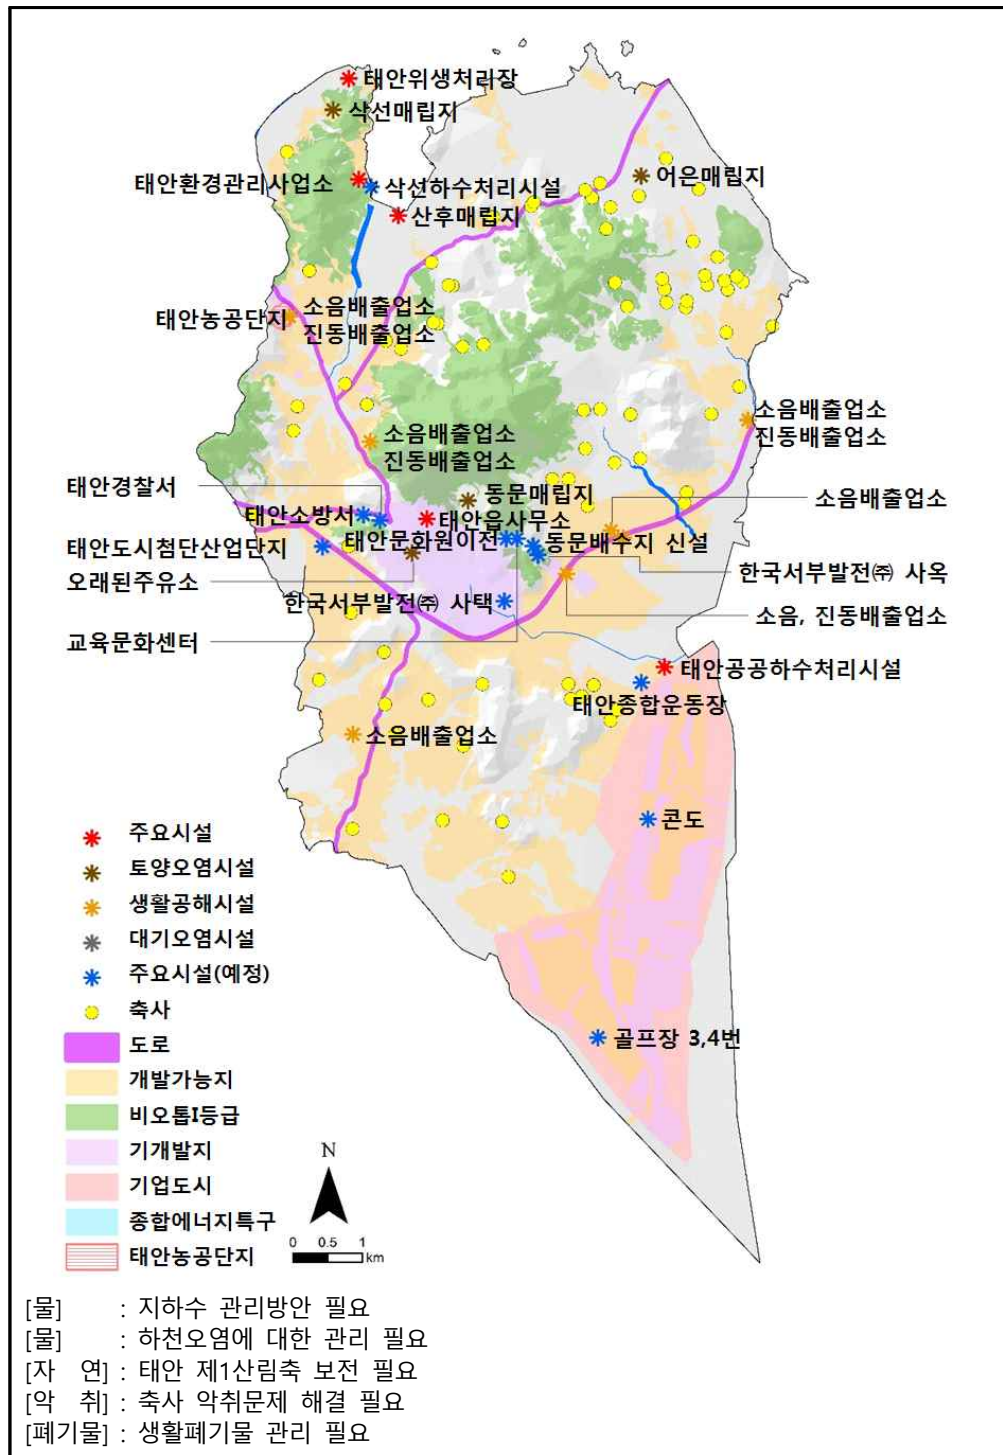 태안위생처리장
삭선매립지
어은매립지
태안환경관리사업소
삭선하수처리시설
산후매립지
태안농공단지
소음배출업소
진동배출업소
소음배출업소
진동배출업소
소음배출업소
진동배출업소
태안경찰서
동문매립지
소음배출업소
태안소방서
태안읍사무소
태안문화원이전
동문배수지 신설
태안도시첨단산업단지
오래된주유소
한국서부발전㈜ 사옥
한국서부발전㈜ 사택
소음, 진동배출업소
교육문화센터
태안공공하수처리시설
태안종합운동장
소음배출업소
콘도
골프장 3,4번
주요시설
토양오염시설
생활공해시설
대기오염시설
주요시설(예정)
축사
도로
개발가능지
비오톱I등급
기개발지
기업도시
종합에너지특구
태안농공단지
N
0 0.5 1
km
[물] : 지하수 관리방안 필요
[물] : 하천오염에 대한 관리 필요
[자 연] : 태안 제1산림축 보전 필요
[악 취] : 축사 악취문제 해결 필요
[폐기물] : 생활폐기물 관리 필요